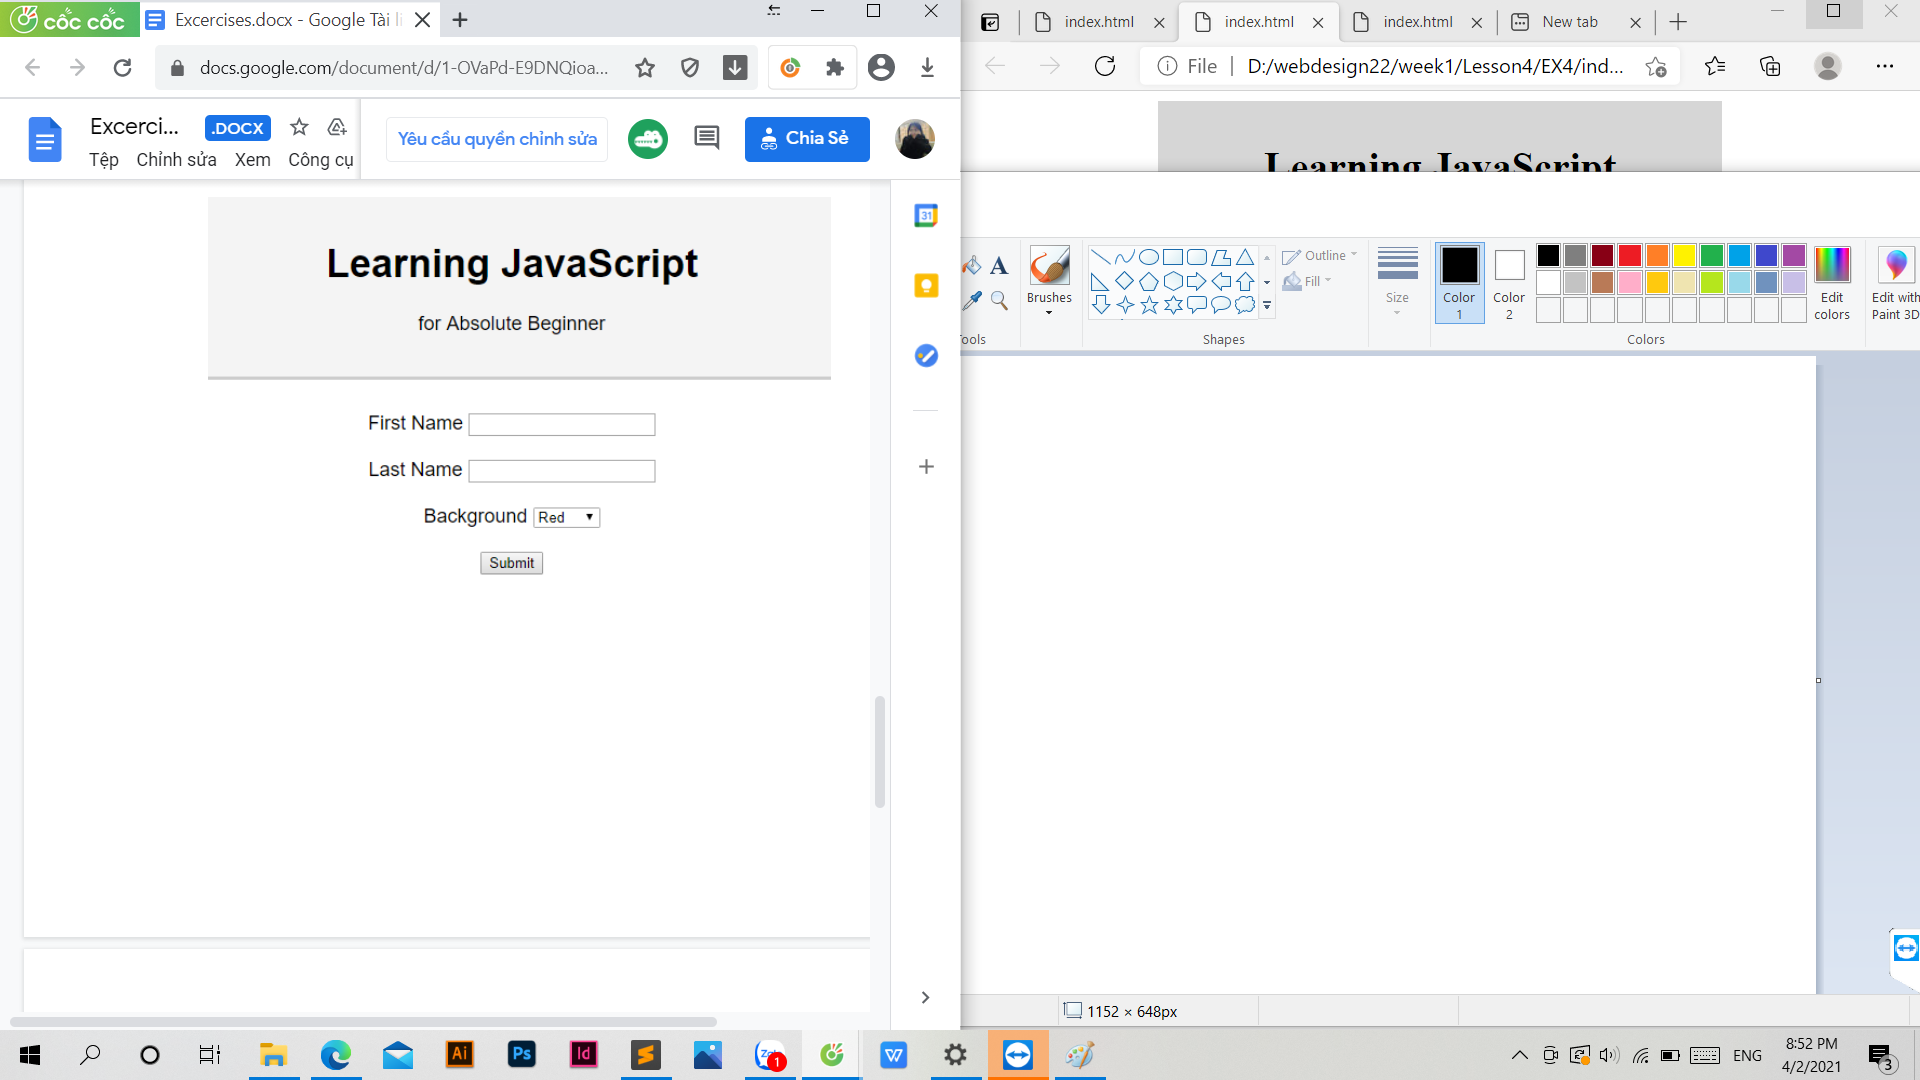 cốc cốc
Excercises.docx - Google Tài li
docs.google.com/document/d/1-OVaPd-E9DNQioa...
Excerci...
.DOCX
Yêu cầu quyền chỉnh sửa
Chia Sẻ
Tệp Chỉnh sửa Xem Công cụ
31
Learning JavaScript
for Absolute Beginner
First Name
Last Name
Background Red
Submit
index.html
index.html
index.html
New tab
File D:/webdesign22/week1/Lesson4/EX4/ind...
Learning JavaScript
A
Brushes
Outline
Fill
Size
Color 1
Color 2
Edit colors
Edit with Paint 3D
ools
Shapes
Colors
1152 × 648px
Ai
Ps
Id
1
W
ENG
8:52 PM
4/2/2021
3